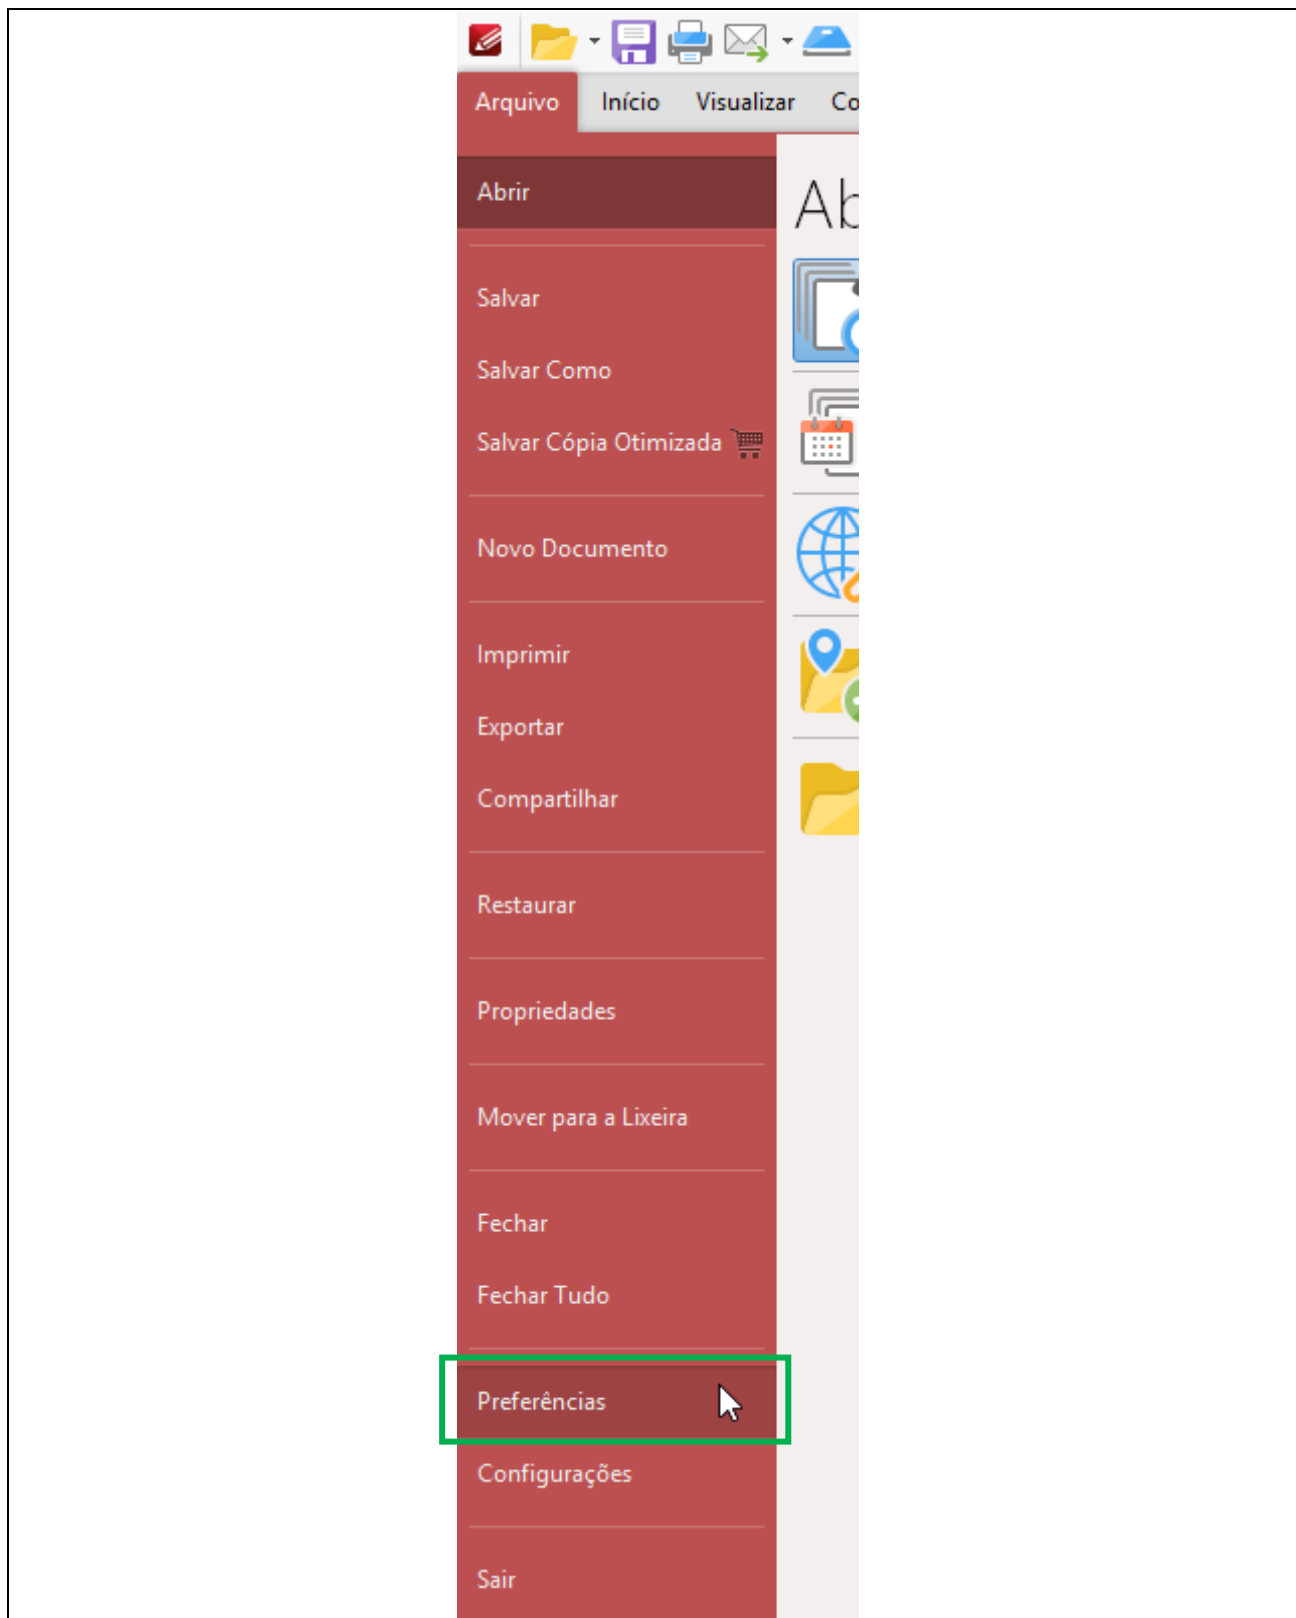 Arquivo Início Visualizar
Abrir
Salvar
Salvar Como
Salvar Cópia Otimizada
Novo Documento
Imprimir
Exportar
Compartilhar
Restaurar
Propriedades
Mover para a Lixeira
Fechar
Fechar Tudo
Preferências
Configurações
Sair